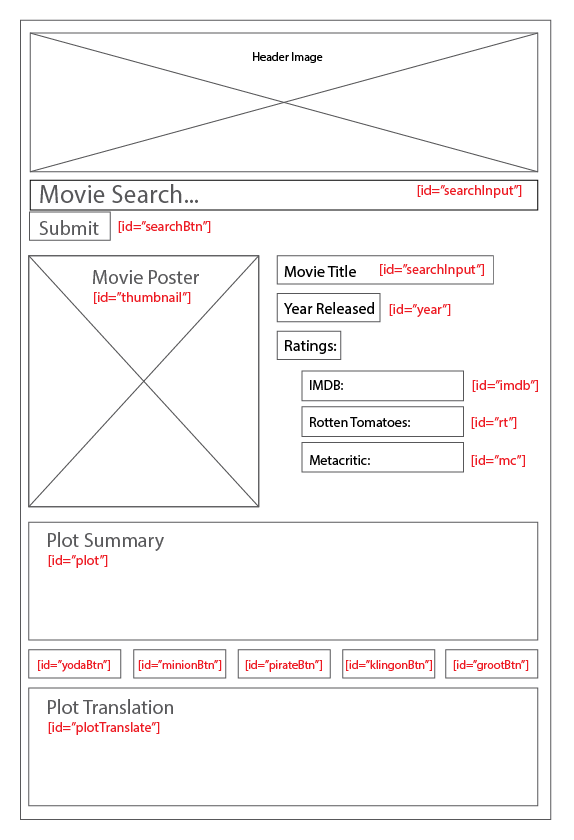 Header Image
Movie Search... [id="searchInput"]
Submit [id="searchBtn"]
Movie Poster
[id="thumbnail"]
Movie Title [id="searchInput"]
Year Released [id="year"]
Ratings:
IMDB: [id="imdb"]
Rotten Tomatoes: [id="rt"]
Metacritic: [id="mc"]
Plot Summary
[id="plot"]
[id="yodaBtn"] [id="minionBtn"] [id="pirateBtn"] [id="klingonBtn"] [id="grootBtn"]
Plot Translation
[id="plotTranslate"]